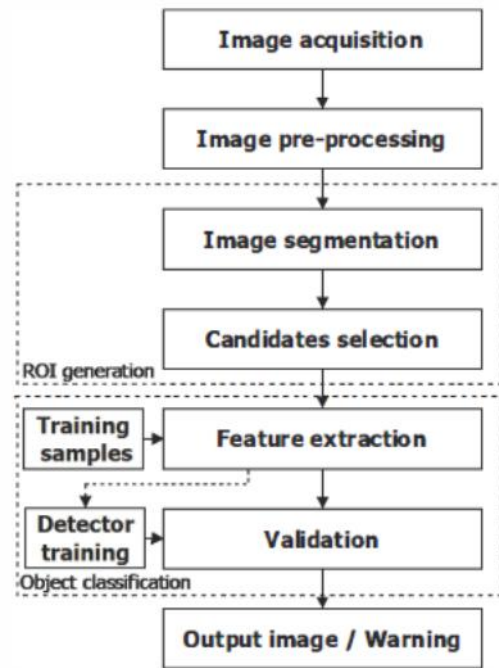 Image acquisition
Image pre-processing
Image segmentation
Candidates selection
ROI generation
Training
samples
Feature extraction
Detector
training
Validation
Object classification
Output image / Warning